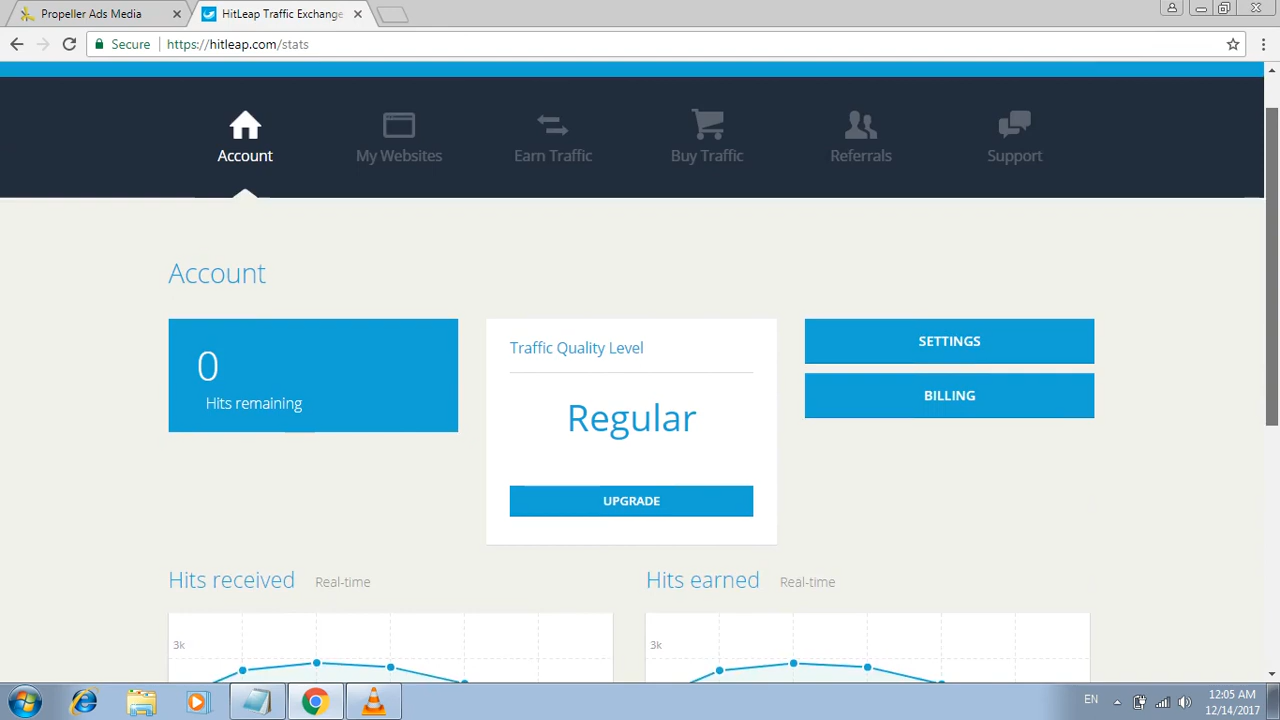 Propeller Ads Media
HitLeap Traffic Exchange
Secure https://hitleap.com/stats
Account My Websites Earn Traffic Buy Traffic Referrals Support
Account
0
Hits remaining
Traffic Quality Level
Regular
UPGRADE
SETTINGS
BILLING
Hits received Real-time
3k
Hits earned Real-time
3k
EN
12:05 AM
12/14/2017